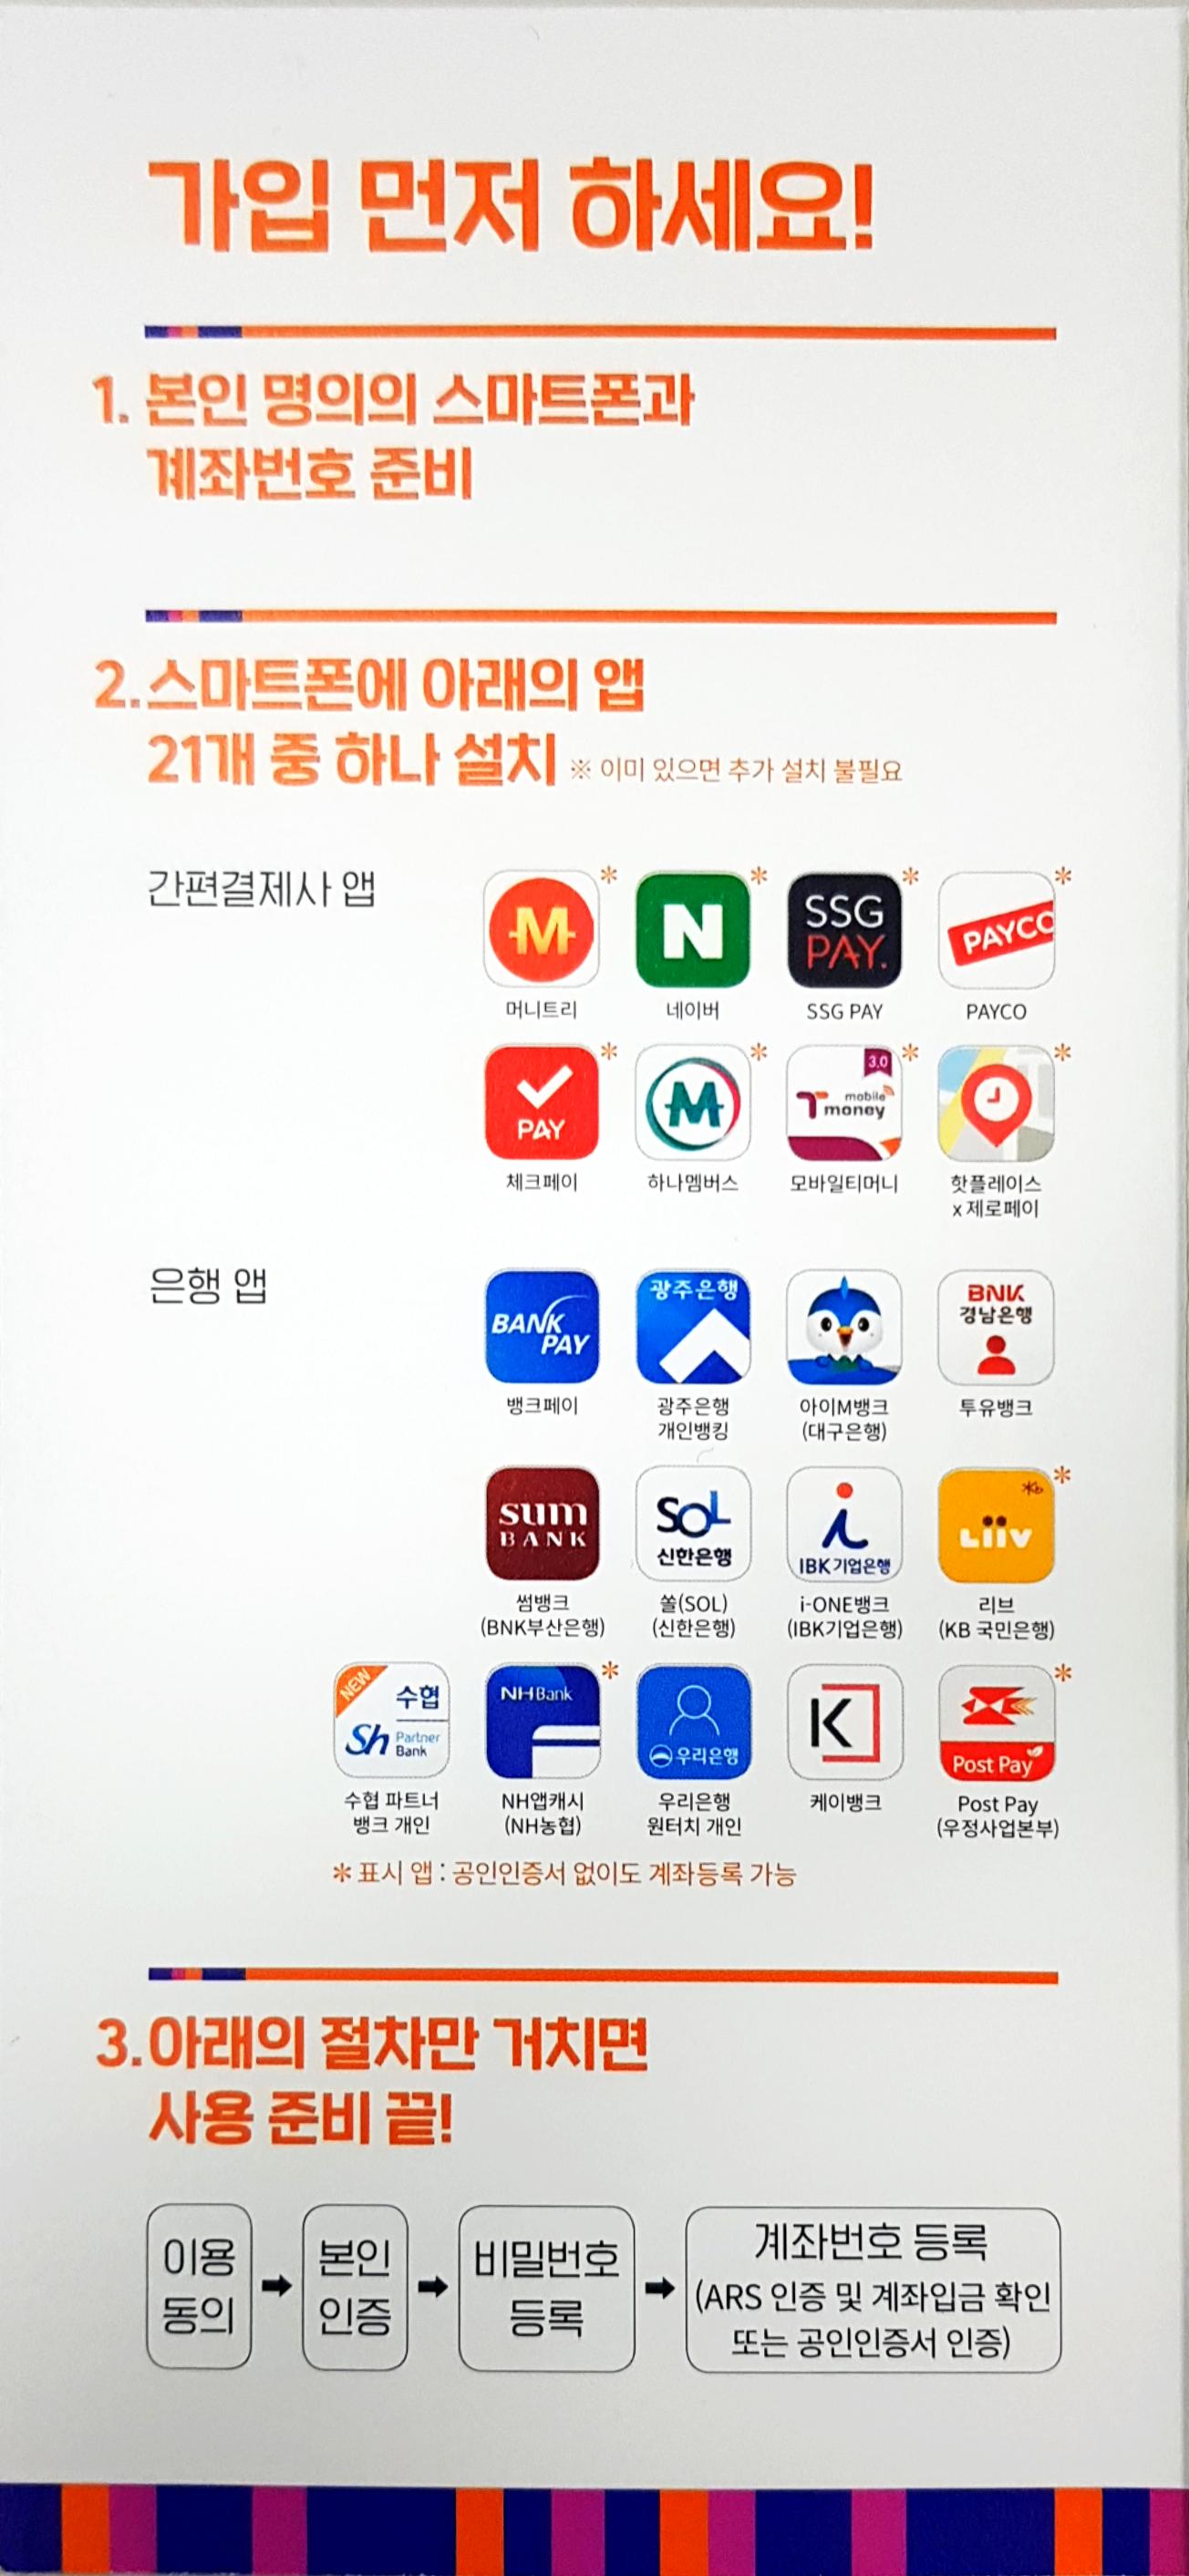 가입 먼저 하세요!
1. 본인 명의의 스마트폰과
계좌번호 준비
2. 스마트폰에 아래의 앱
21개 중 하나 설치 ※ 이미 있으면 추가 설치 불필요
간편결제사 앱
M N SSG PAY. PAYCO
머니트리 네이버 SSG PAY PAYCO
PAY M 3.0 T mobile money
체크페이 하나멤버스 모바일티머니 핫플레이스
x 제로페이
은행 앱
BANK PAY 광주은행 BNK 경남은행
뱅크페이 광주은행 아이M뱅크 투유뱅크
개인뱅킹 (대구은행)
sum BANK SOL 신한은행 i IBK기업은행 Liiv
썸뱅크 쏠(SOL) i-ONE뱅크 리브
(BNK부산은행) (신한은행) (IBK기업은행) (KB 국민은행)
NEW 수협 Sh Partner Bank NH Bank 우리은행 K Post Pay
수협 파트너 NH앱캐시 우리은행 케이뱅크 Post Pay
뱅크 개인 (NH농협) 원터치 개인 (우정사업본부)
* 표시 앱 : 공인인증서 없이도 계좌등록 가능
3. 아래의 절차만 거치면
사용 준비 끝!
이용 동의 ➡ 본인 인증 ➡ 비밀번호 등록 ➡ 계좌번호 등록
(ARS 인증 및 계좌입금 확인
또는 공인인증서 인증)